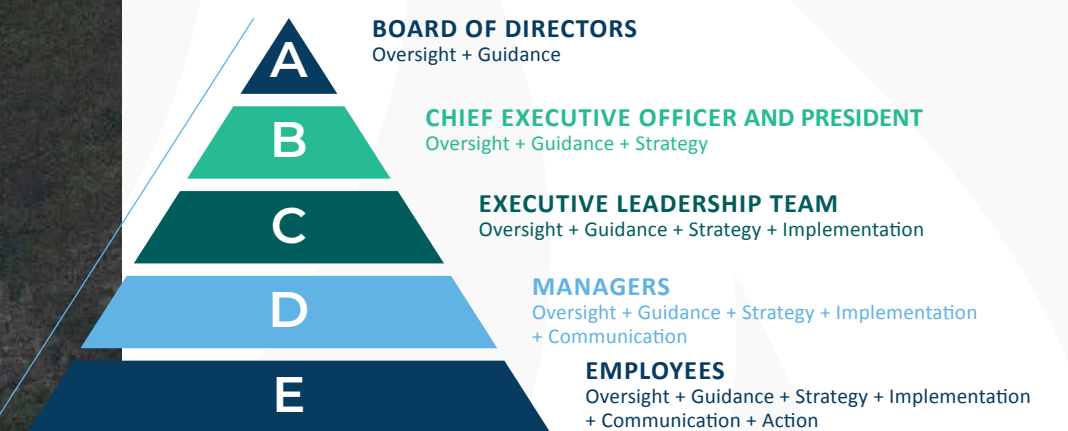 A
BOARD OF DIRECTORS
Oversight + Guidance
B
CHIEF EXECUTIVE OFFICER AND PRESIDENT
Oversight + Guidance + Strategy
C
EXECUTIVE LEADERSHIP TEAM
Oversight + Guidance + Strategy + Implementation
D
MANAGERS
Oversight + Guidance + Strategy + Implementation
+ Communication
E
EMPLOYEES
Oversight + Guidance + Strategy + Implementation
+ Communication + Action